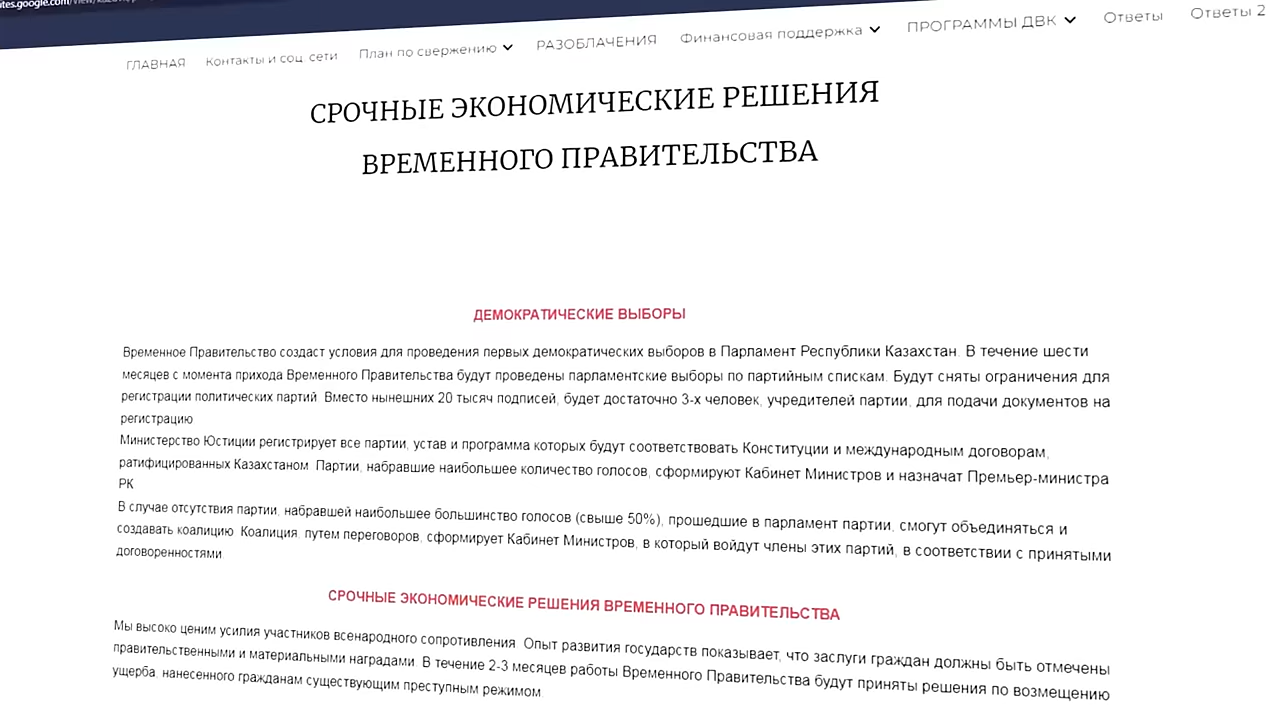 ites.google.com/view/
ГЛАВНАЯ Контакты и соц. сети План по свержению РАЗОБЛАЧЕНИЯ Финансовая поддержка ПРОГРАММЫ ДВК Ответы Ответы 2
СРОЧНЫЕ ЭКОНОМИЧЕСКИЕ РЕШЕНИЯ
ВРЕМЕННОГО ПРАВИТЕЛЬСТВА
ДЕМОКРАТИЧЕСКИЕ ВЫБОРЫ
Временное Правительство создаст условия для проведения первых демократических выборов в Парламент Республики Казахстан. В течение шести
месяцев с момента прихода Временного Правительства будут проведены парламентские выборы по партийным спискам. Будут сняты ограничения для
регистрации политических партий. Вместо нынешних 20 тысяч подписей, будет достаточно 3-х человек, учредителей партии, для подачи документов на
регистрацию
Министерство Юстиции регистрирует все партии, устав и программа которых будут соответствовать Конституции и международным договорам,
ратифицированных Казахстаном. Партии, набравшие наибольшее количество голосов, сформируют Кабинет Министров и назначат Премьер-министра
РК
В случае отсутствия партии, набравшей наибольшее большинство голосов (свыше 50%), прошедшие в парламент партии, смогут объединяться и
создавать коалицию. Коалиция, путем переговоров, сформирует Кабинет Министров, в который войдут члены этих партий, в соответствии с принятыми
договоренностями
СРОЧНЫЕ ЭКОНОМИЧЕСКИЕ РЕШЕНИЯ ВРЕМЕННОГО ПРАВИТЕЛЬСТВА
Мы высоко ценим усилия участников всенародного сопротивления. Опыт развития государств показывает, что заслуги граждан должны быть отмечены
правительственными и материальными наградами. В течение 2-3 месяцев работы Временного Правительства будут приняты решения по возмещению
ущерба, нанесенного гражданам существующим преступным режимом